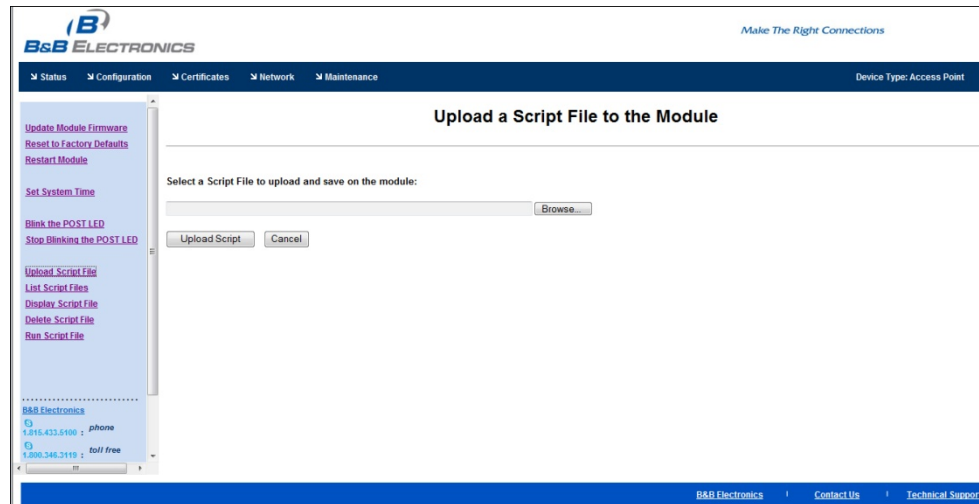 B&B ELECTRONICS
Make The Right Connections
Status Configuration Certificates Network Maintenance Device Type: Access Point
Upload a Script File to the Module
Update Module Firmware
Reset to Factory Defaults
Restart Module
Set System Time
Blink the POST LED
Stop Blinking the POST LED
Upload Script File
List Script Files
Display Script File
Delete Script File
Run Script File
Select a Script File to upload and save on the module:
Browse...
Upload Script Cancel
B&B Electronics
1.815.433.5100 : phone
1.800.346.3119 : toll free
B&B Electronics | Contact Us | Technical Suppor